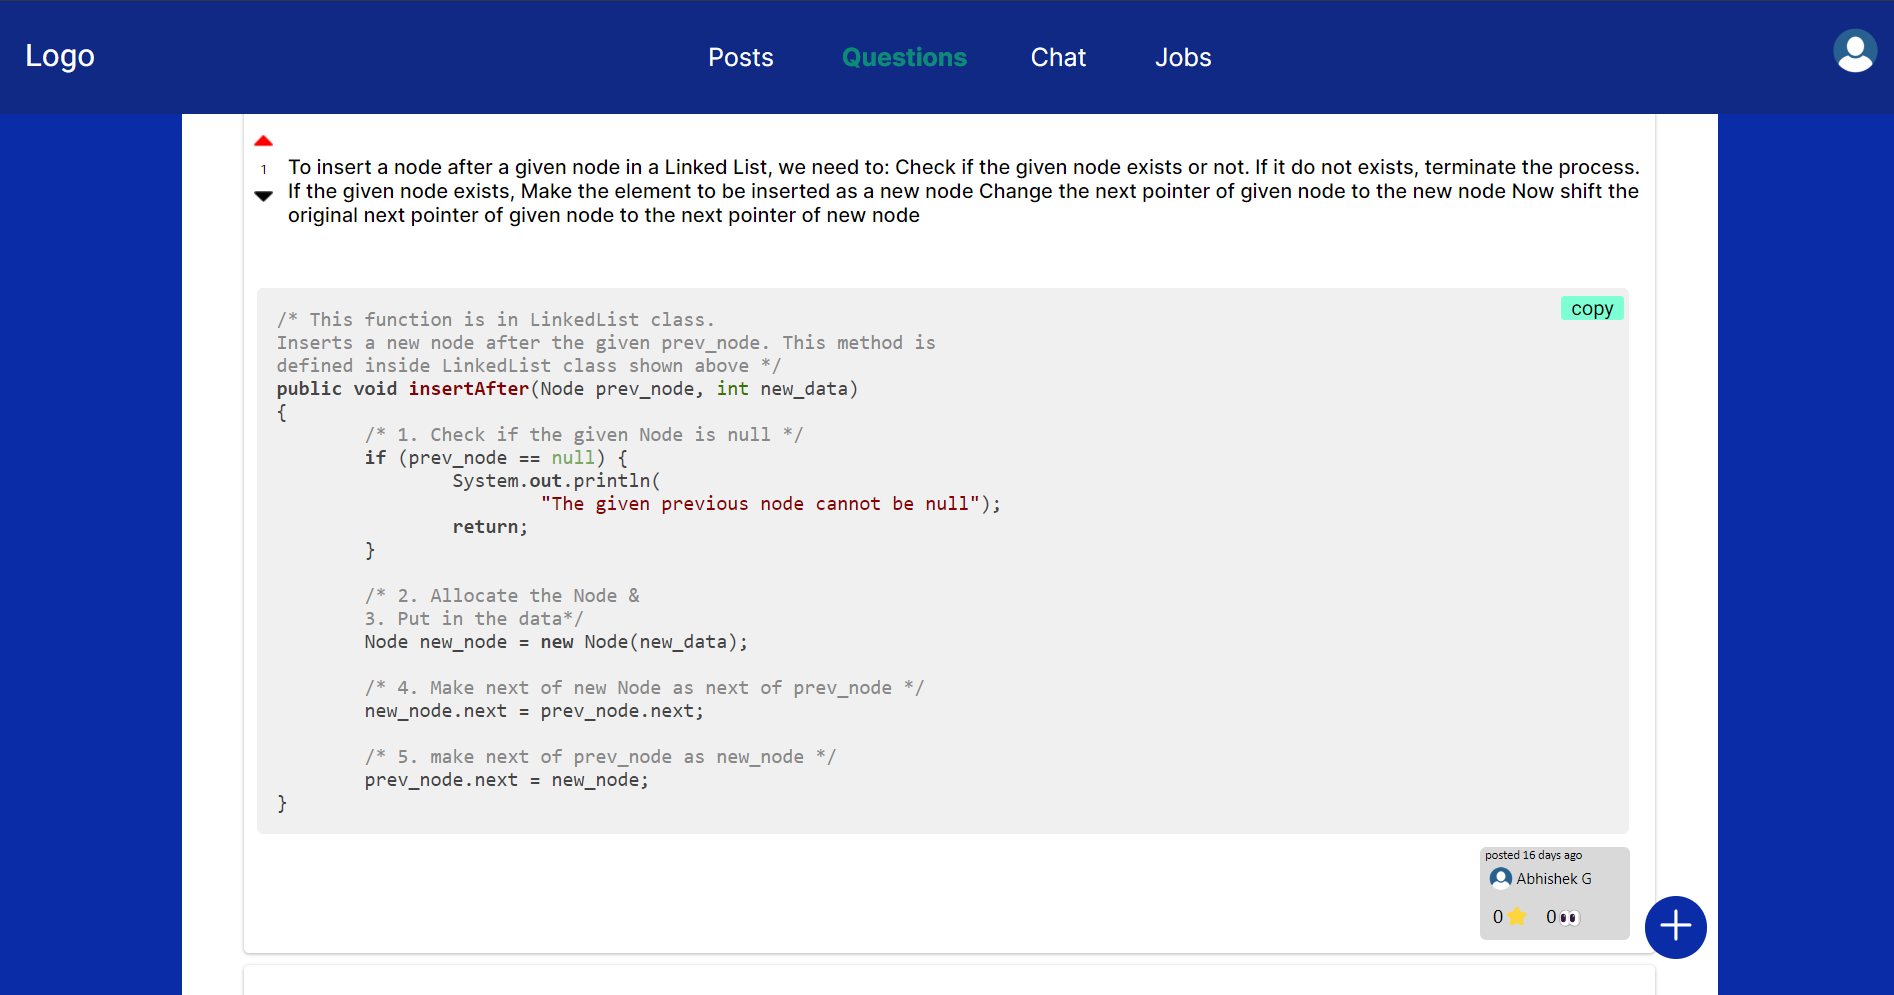 Logo
Posts
Questions
Chat
Jobs
1
To insert a node after a given node in a Linked List, we need to: Check if the given node exists or not. If it do not exists, terminate the process.
If the given node exists, Make the element to be inserted as a new node Change the next pointer of given node to the new node Now shift the
original next pointer of given node to the next pointer of new node
copy
/* This function is in LinkedList class.
Inserts a new node after the given prev_node. This method is
defined inside LinkedList class shown above */
public void insertAfter(Node prev_node, int new_data)
{
/* 1. Check if the given Node is null */
if (prev_node == null) {
System.out.println(
"The given previous node cannot be null");
return;
}
/* 2. Allocate the Node &
3. Put in the data*/
Node new_node = new Node(new_data);
/* 4. Make next of new Node as next of prev_node */
new_node.next = prev_node.next;
/* 5. make next of prev_node as new_node */
prev_node.next = new_node;
}
posted 16 days ago
Abhishek G
0⭐ 0👀